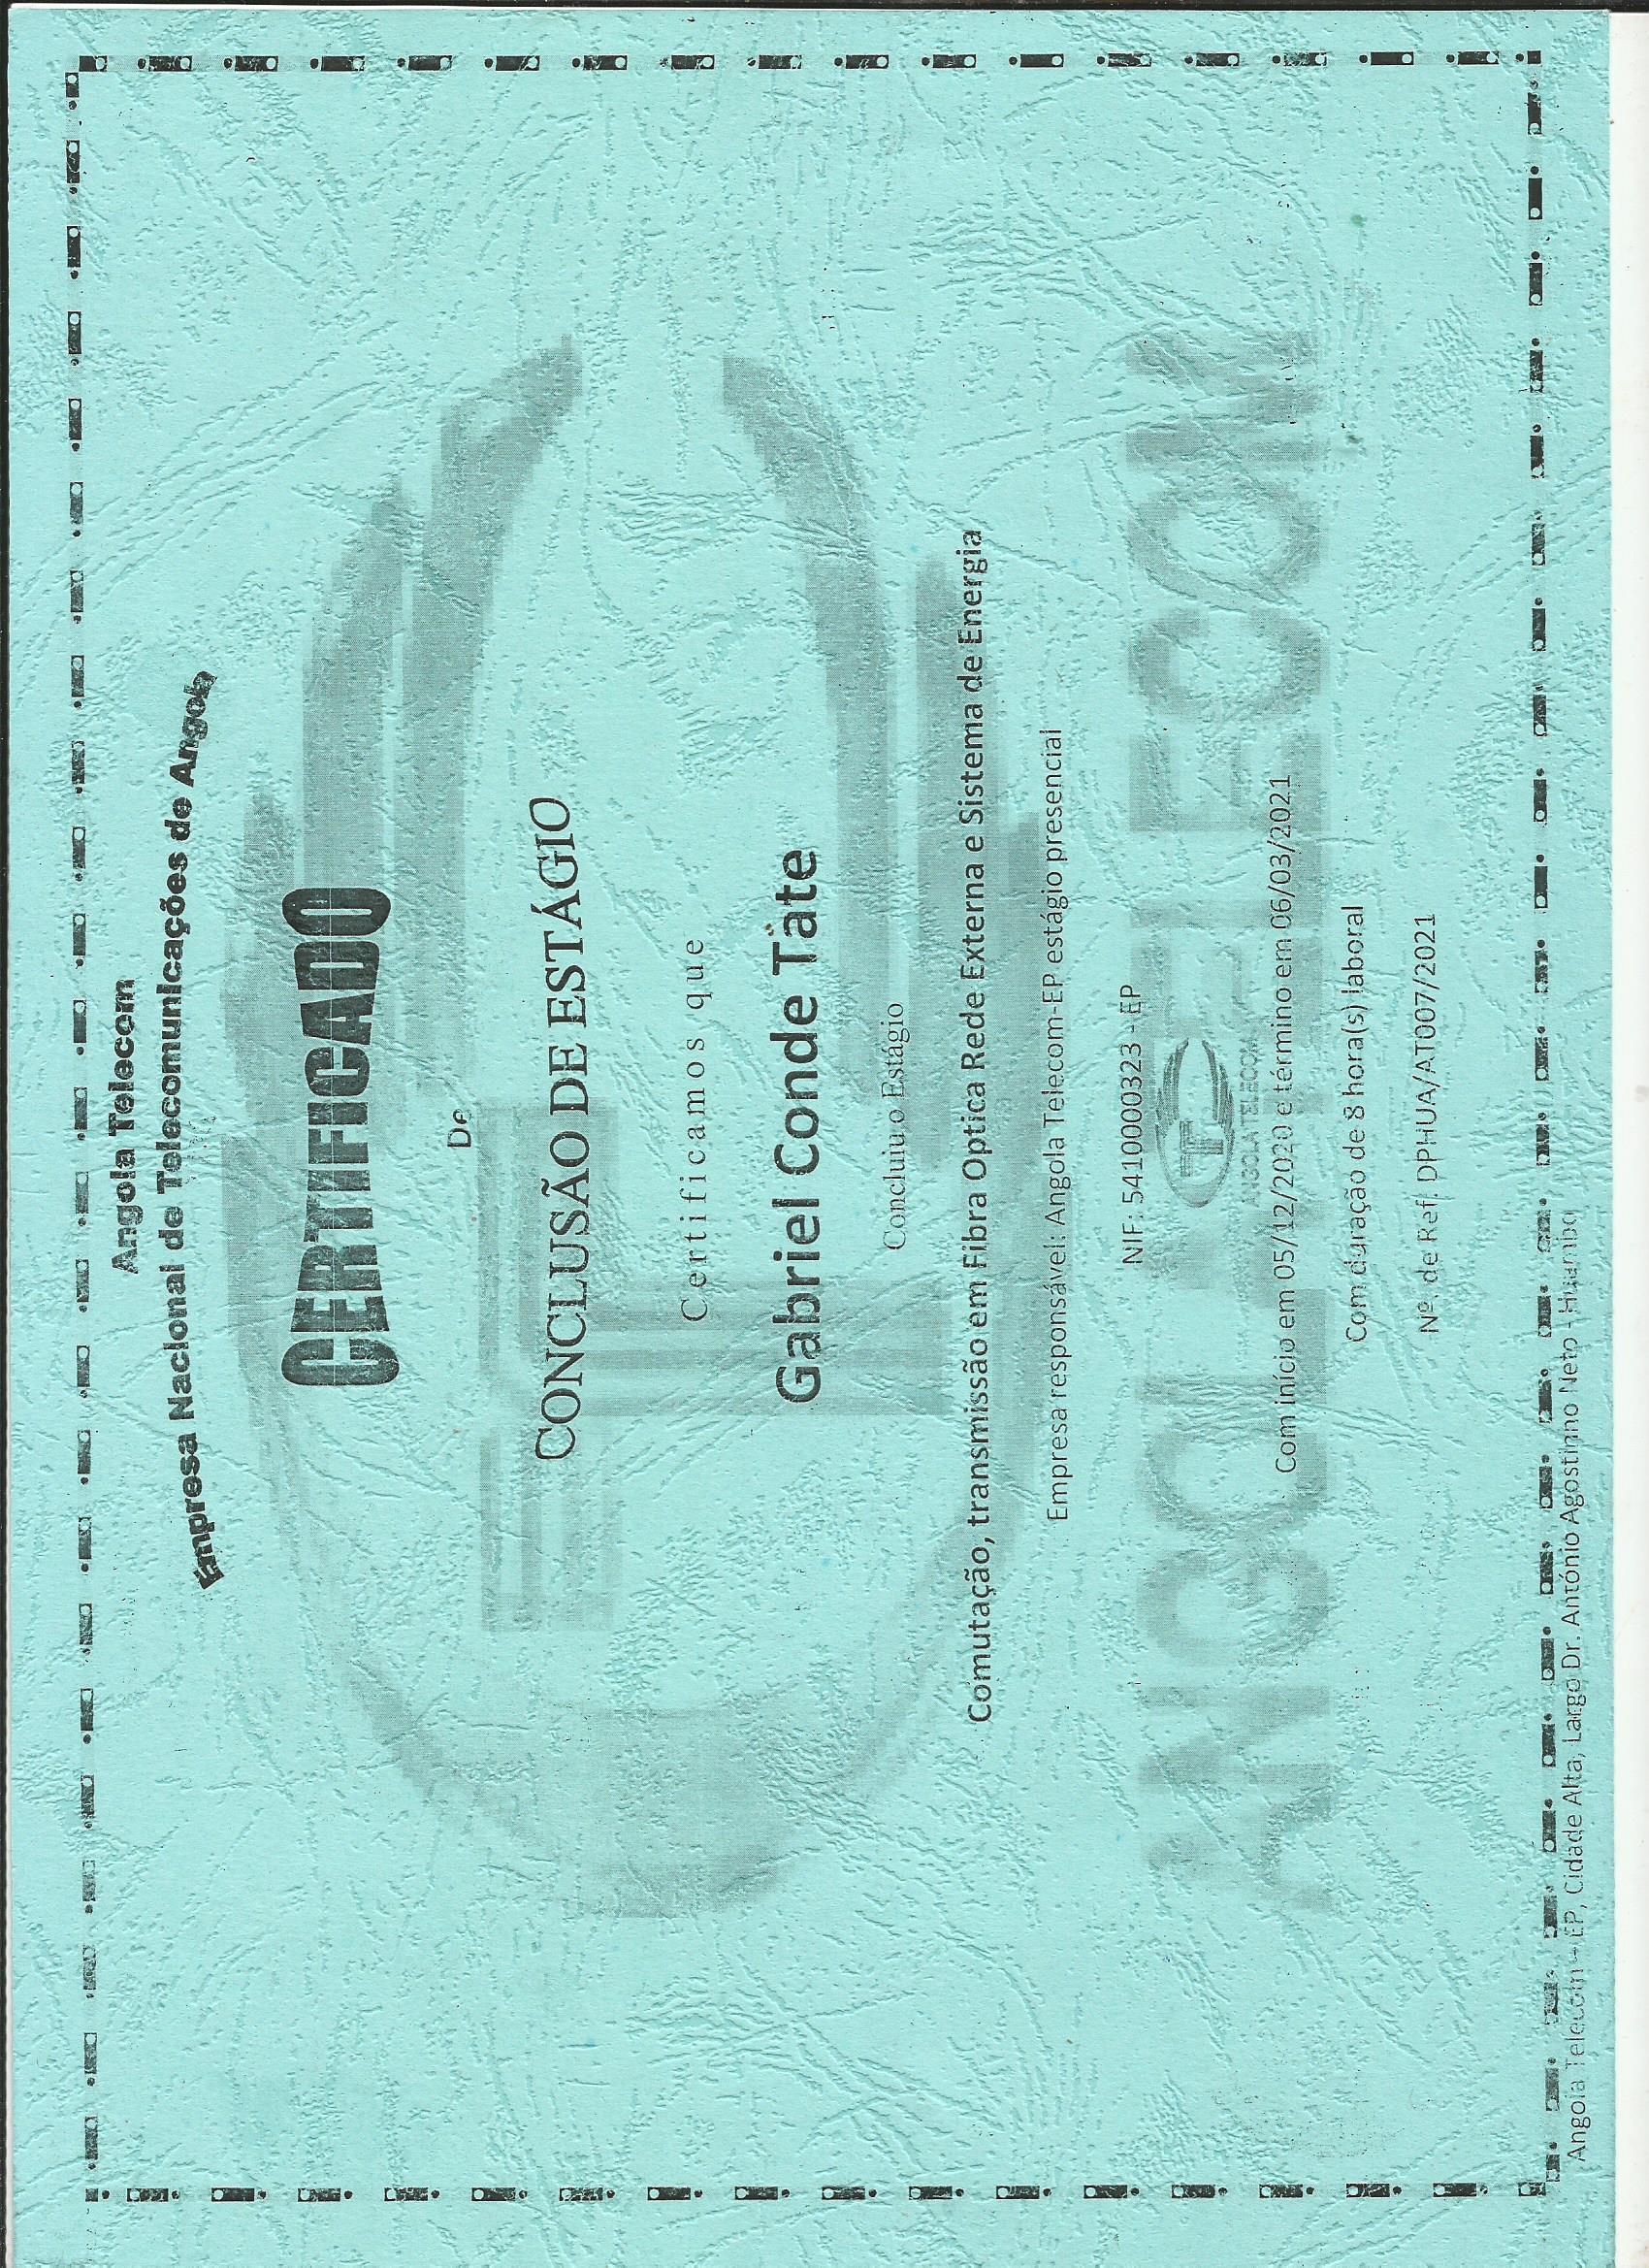 Angola Telecom
Empresa Nacional de Telecomunicações de Angola
CERTIFICADO
De
CONCLUSÃO DE ESTÁGIO
Certificamos que
Gabriel Conde Tate
Concluiu o Estágio
Comutação, transmissão em Fibra Optica Rede Externa e Sistema de Energia
Empresa responsável: Angola Telecom-EP estágio presencial
NIF: 5410000323 - EP
ANGOLA TELECOM
ANGOLA TELECOM
Com início em 05/12/2020 e término em 06/03/2021
Com duração de 8 hora(s) laboral
Nº. de Ref. DPHUA/AT007/2021
Angola Telecom - EP, Cidade Alta, Largo Dr. António Agostinho Neto - Huambo